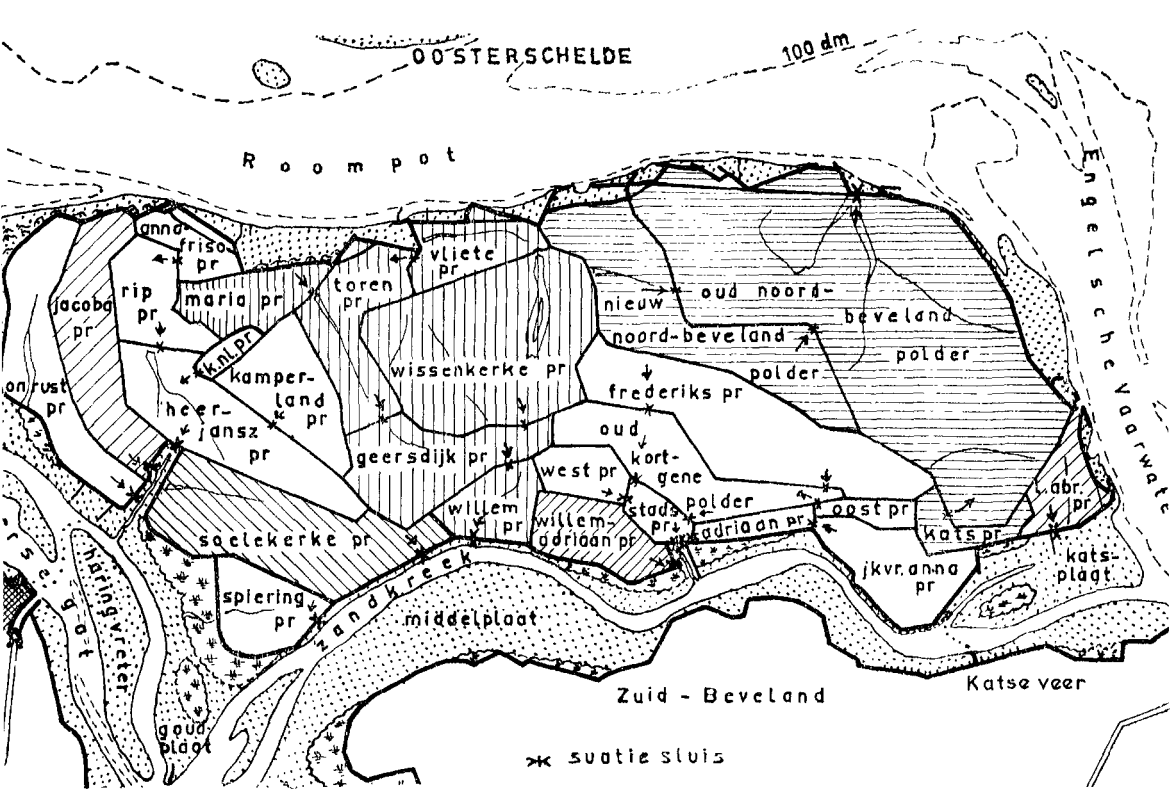 OOSTERSCHELDE
100 dm
Roompot
Engelsche vaarwate
anna-
friso
pr
vliete
pr
toren
pr
rip
pr
maria pr
jacoba
pr
nieuw
noord-beveland
polder
oud noord-
beveland
polder
k.nl.pr
kamper-
land
pr
wissenkerke pr
frederiks pr
onrust
pr
heer-
jansz
pr
geersdijk pr
oud
kort-
gene
polder
west pr
stads
pr
willem
pr
willem-
adriaan pr
adriaan pr
oost pr
kats pr
L.abr.
pr
soelekerke pr
jkvr.anna
pr
kats-
plaat
spiering
pr
zandkreek
middelplaat
haringvreter
goud
plaat
Zuid - Beveland
Katse veer
suatie sluis